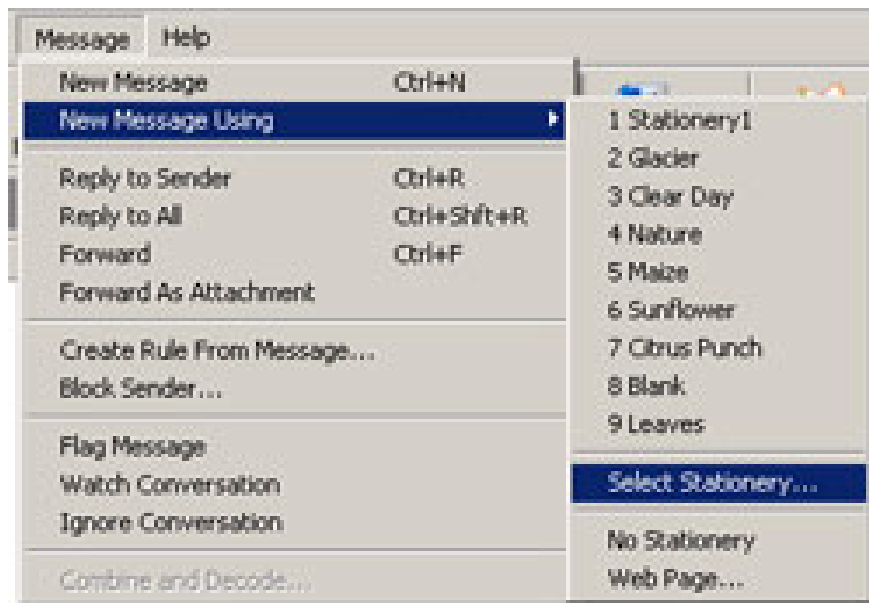 Message Help
New Message Ctrl+N
New Message Using
Reply to Sender Ctrl+R
Reply to All Ctrl+Shft+R
Forward Ctrl+F
Forward As Attachment
Create Rule From Message...
Block Sender...
Flag Message
Watch Conversation
Ignore Conversation
Combine and Decode...
1 Stationery1
2 Glacier
3 Clear Day
4 Nature
5 Maize
6 Sunflower
7 Citrus Punch
8 Blank
9 Leaves
Select Stationery...
No Stationery
Web Page...